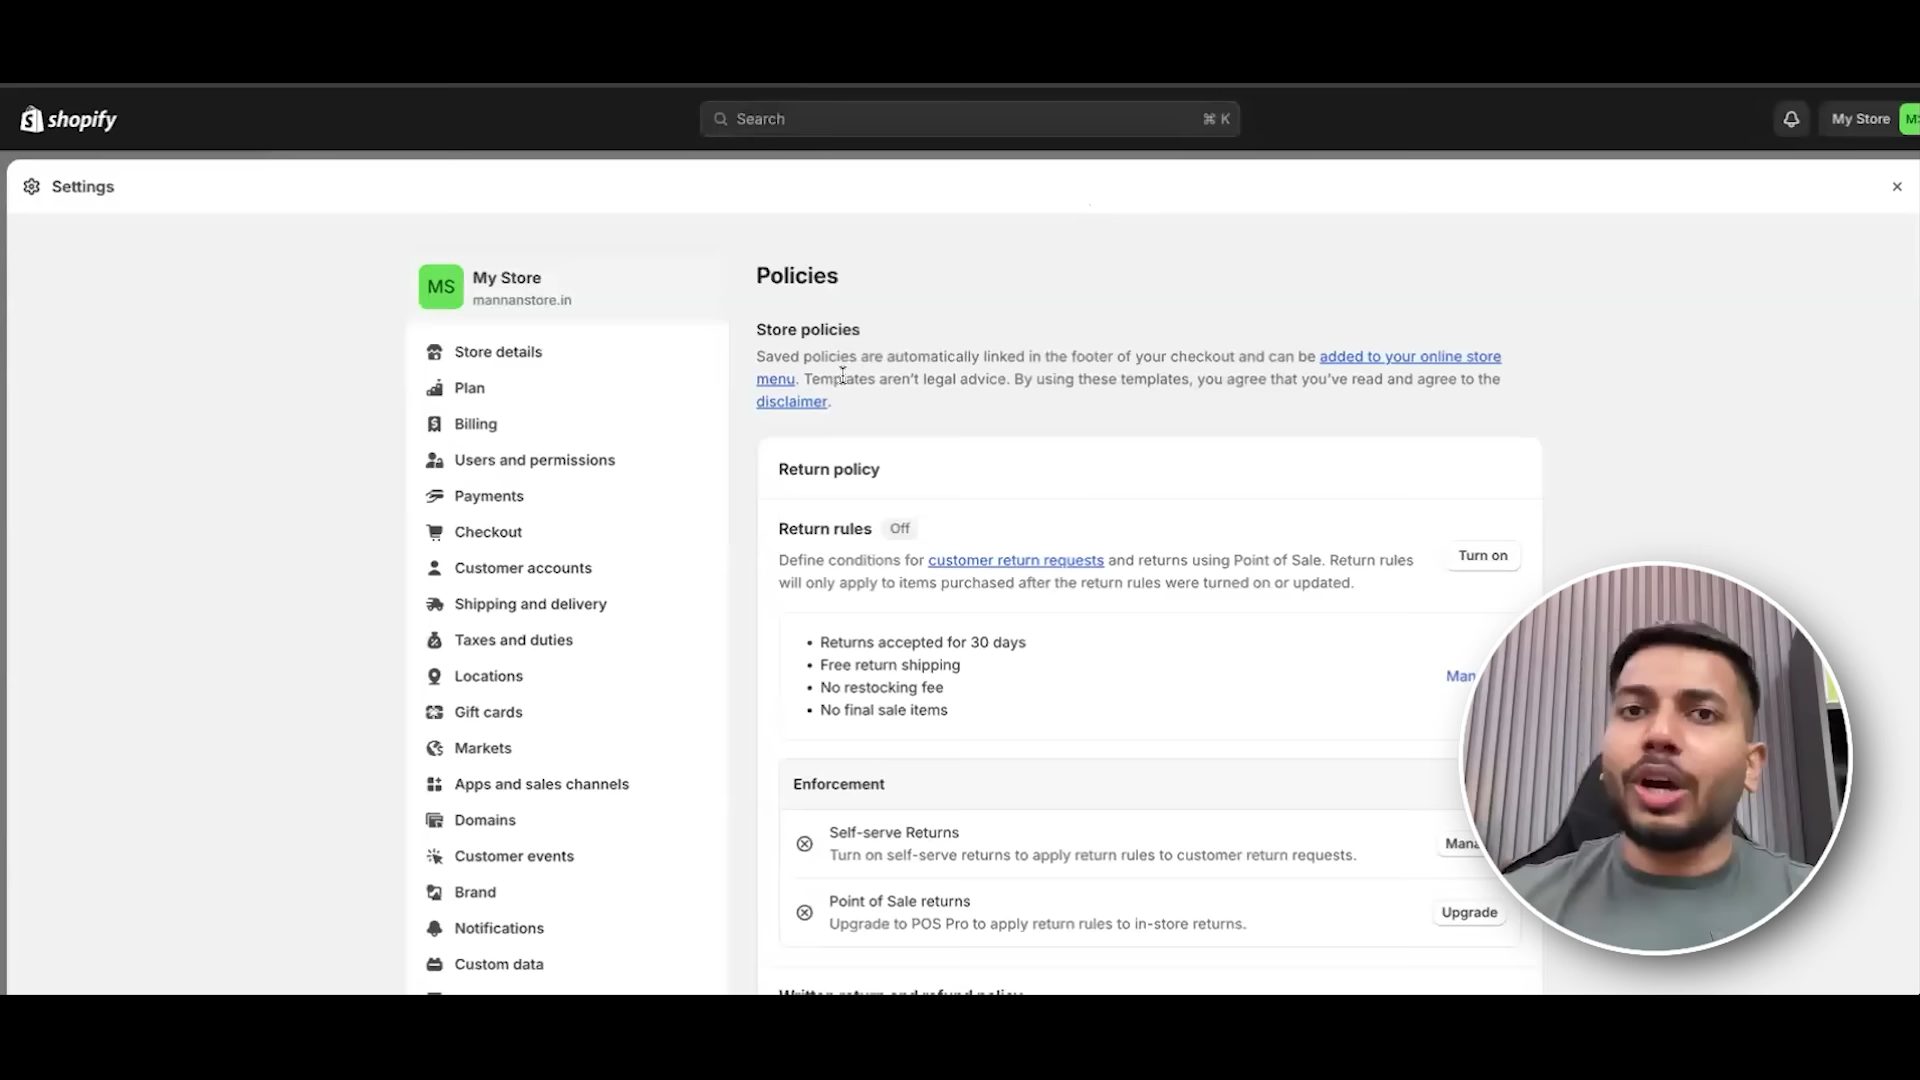 shopify
Search
⌘ K
My Store
Settings
MS
My Store
mannanstore.in
Store details
Plan
Billing
Users and permissions
Payments
Checkout
Customer accounts
Shipping and delivery
Taxes and duties
Locations
Gift cards
Markets
Apps and sales channels
Domains
Customer events
Brand
Notifications
Custom data
Policies
Store policies
Saved policies are automatically linked in the footer of your checkout and can be added to your online store
menu. Templates aren't legal advice. By using these templates, you agree that you've read and agree to the
disclaimer.
Return policy
Return rules Off
Define conditions for customer return requests and returns using Point of Sale. Return rules
will only apply to items purchased after the return rules were turned on or updated.
Turn on
• Returns accepted for 30 days
• Free return shipping
• No restocking fee
• No final sale items
Enforcement
Self-serve Returns
Turn on self-serve returns to apply return rules to customer return requests.
Point of Sale returns
Upgrade to POS Pro to apply return rules to in-store returns.
Upgrade
Written return and refund policy